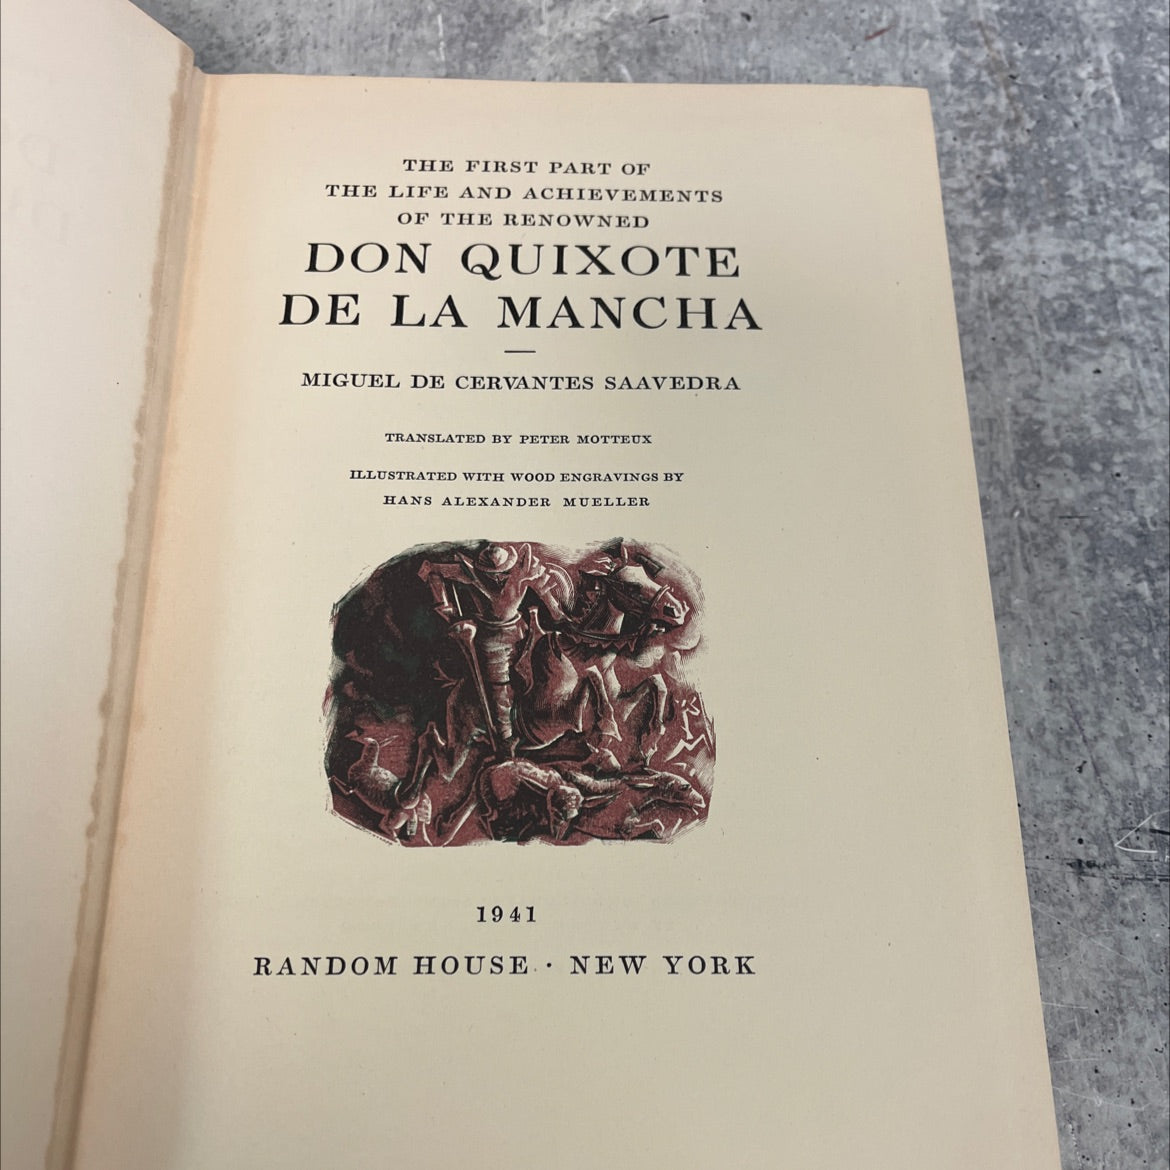 THE FIRST PART OF
THE LIFE AND ACHIEVEMENTS
OF THE RENOWNED
DON QUIXOTE
DE LA MANCHA
MIGUEL DE CERVANTES SAAVEDRA
TRANSLATED BY PETER MOTTEUX
ILLUSTRATED WITH WOOD ENGRAVINGS BY
HANS ALEXANDER MUELLER
1941
RANDOM HOUSE · NEW YORK